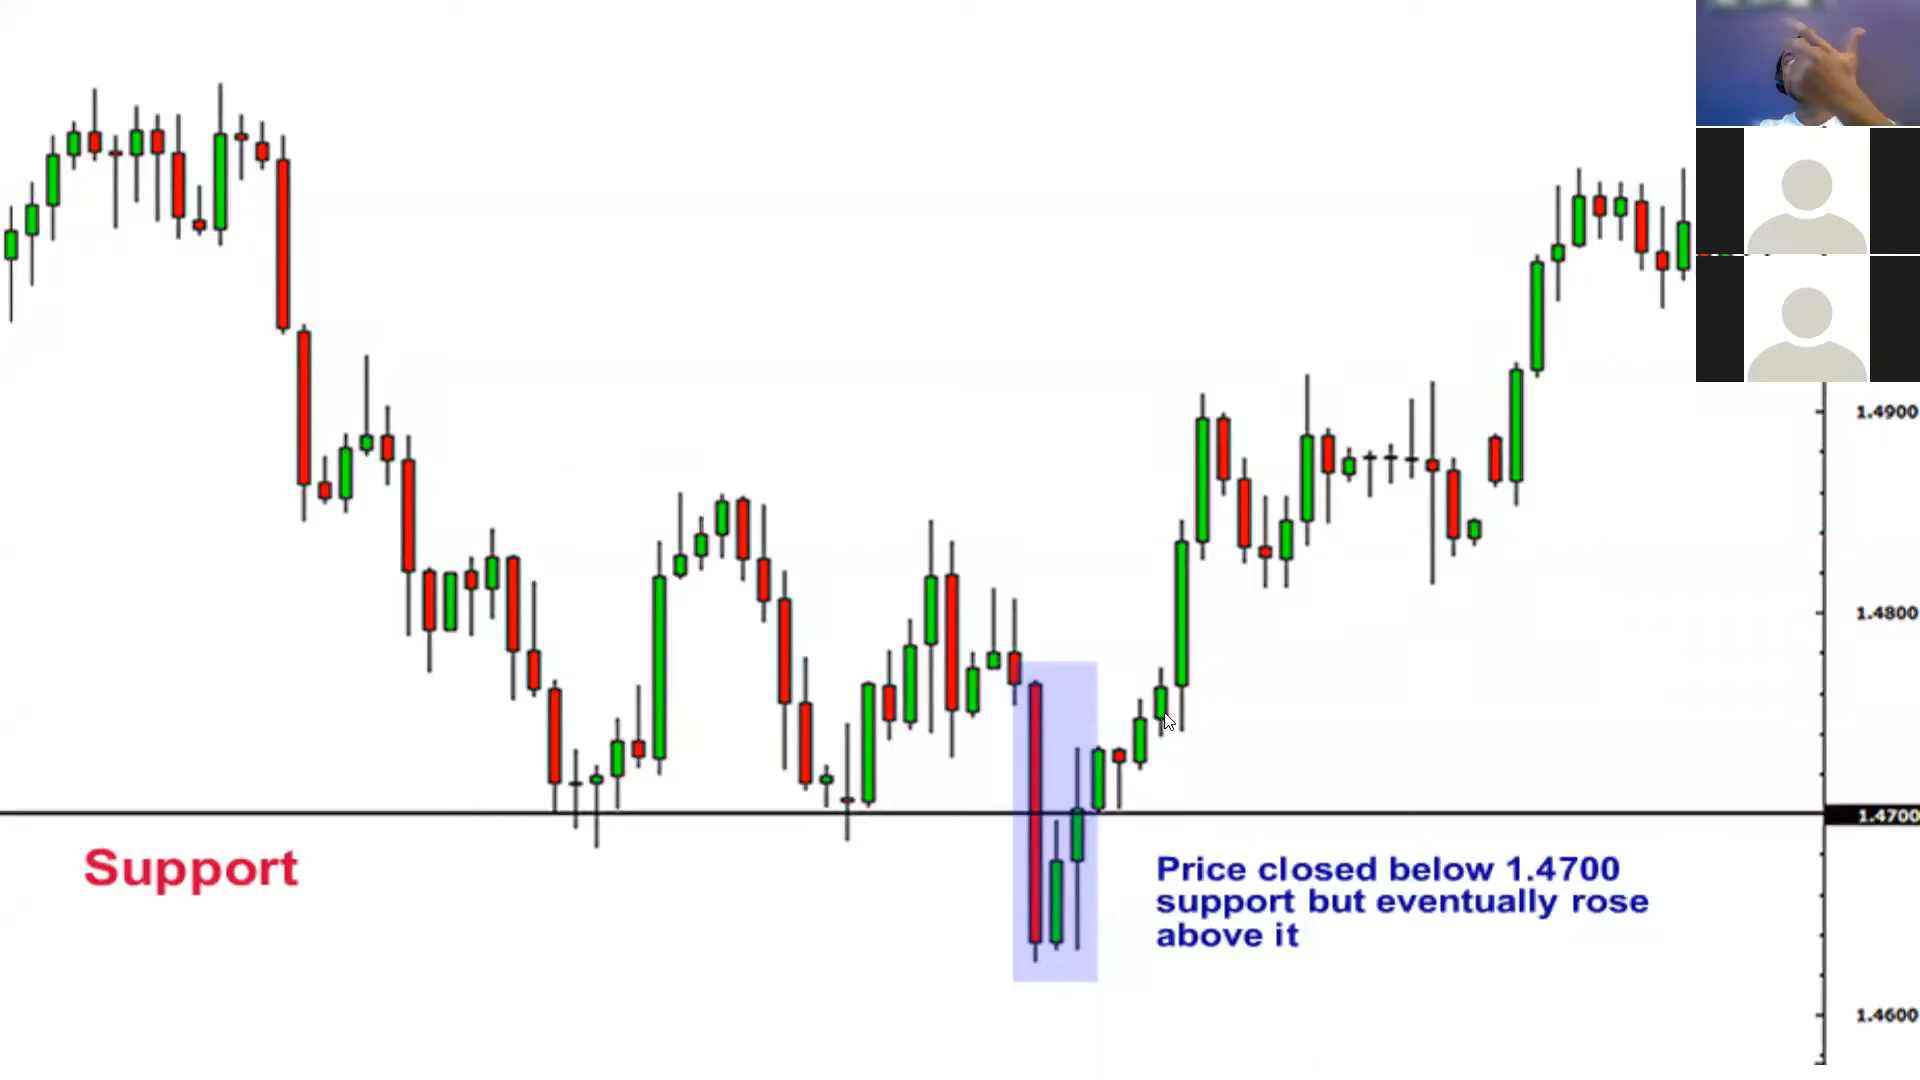 1.4900
1.4800
1.4700
Support
Price closed below 1.4700
support but eventually rose
above it
1.4600